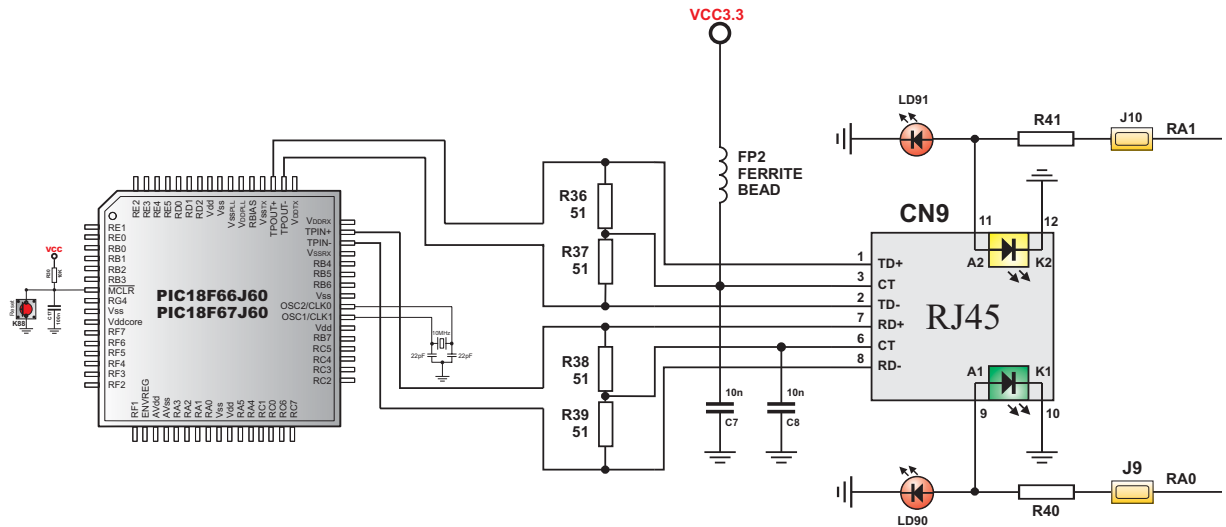 VCC3.3
FP2
FERRITE
BEAD
LD91
R41
J10
RA1
CN9
11
12
A2
K2
RJ45
1
TD+
3
CT
2
TD-
7
RD+
6
CT
8
RD-
A1
K1
9
10
LD90
R40
J9
RA0
R36
51
R37
51
R38
51
R39
51
10n
C7
10n
C8
RE2
RE3
RE4
RE5
RD0
RD1
RD2
Vdd
Vss
VSSPLL
VDDPLL
RBIAS
VSSTX
TPOUT+
TPOUT-
VDDTX
RE1
RE0
RB0
RB1
RB2
RB3
MCLR
RG4
Vss
Vddcore
RF7
RF6
RF5
RF4
RF3
RF2
PIC18F66J60
PIC18F67J60
VDDRX
TPIN+
TPIN-
VSSRX
RB4
RB5
RB6
Vss
OSC2/CLK0
OSC1/CLK1
Vdd
RB7
RC5
RC4
RC3
RC2
RF1
ENVREG
AVdd
AVss
RA3
RA2
RA1
RA0
Vss
Vdd
RA5
RA4
RC1
RC0
RC6
RC7
10MHz
22pF
22pF
VCC
10K
Reset
K88
100n